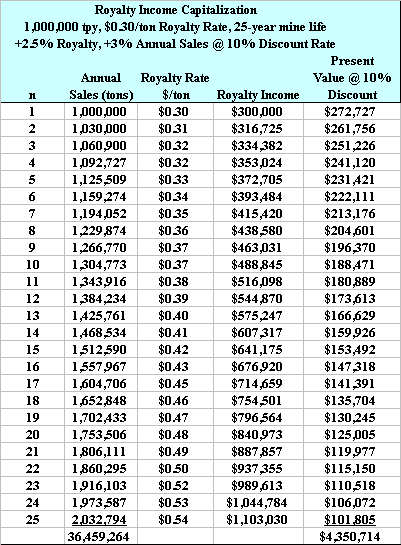 Royalty Income Capitalization
1,000,000 tpy, $0.30/ton Royalty Rate, 25-year mine life
+2.5% Royalty, +3% Annual Sales @ 10% Discount Rate
Present
Annual Royalty Rate Value @ 10%
n Sales (tons) $/ton Royalty Income Discount
1 1,000,000 $0.30 $300,000 $272,727
2 1,030,000 $0.31 $316,725 $261,756
3 1,060,900 $0.32 $334,382 $251,226
4 1,092,727 $0.32 $353,024 $241,120
5 1,125,509 $0.33 $372,705 $231,421
6 1,159,274 $0.34 $393,484 $222,111
7 1,194,052 $0.35 $415,420 $213,176
8 1,229,874 $0.36 $438,580 $204,601
9 1,266,770 $0.37 $463,031 $196,370
10 1,304,773 $0.37 $488,845 $188,471
11 1,343,916 $0.38 $516,098 $180,889
12 1,384,234 $0.39 $544,870 $173,613
13 1,425,761 $0.40 $575,247 $166,629
14 1,468,534 $0.41 $607,317 $159,926
15 1,512,590 $0.42 $641,175 $153,492
16 1,557,967 $0.43 $676,920 $147,318
17 1,604,706 $0.45 $714,659 $141,391
18 1,652,848 $0.46 $754,501 $135,704
19 1,702,433 $0.47 $796,564 $130,245
20 1,753,506 $0.48 $840,973 $125,005
21 1,806,111 $0.49 $887,857 $119,977
22 1,860,295 $0.50 $937,355 $115,150
23 1,916,103 $0.52 $989,613 $110,518
24 1,973,587 $0.53 $1,044,784 $106,072
25 2,032,794 $0.54 $1,103,030 $101,805
36,459,264 $4,350,714